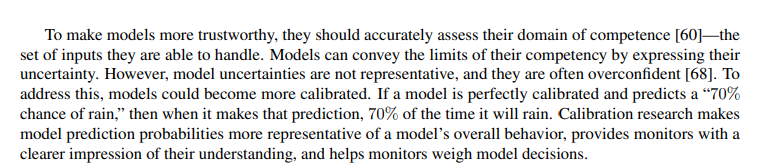 To make models more trustworthy, they should accurately assess their domain of competence [60]—the
set of inputs they are able to handle. Models can convey the limits of their competency by expressing their
uncertainty. However, model uncertainties are not representative, and they are often overconfident [68]. To
address this, models could become more calibrated. If a model is perfectly calibrated and predicts a “70%
chance of rain,” then when it makes that prediction, 70% of the time it will rain. Calibration research makes
model prediction probabilities more representative of a model’s overall behavior, provides monitors with a
clearer impression of their understanding, and helps monitors weigh model decisions.